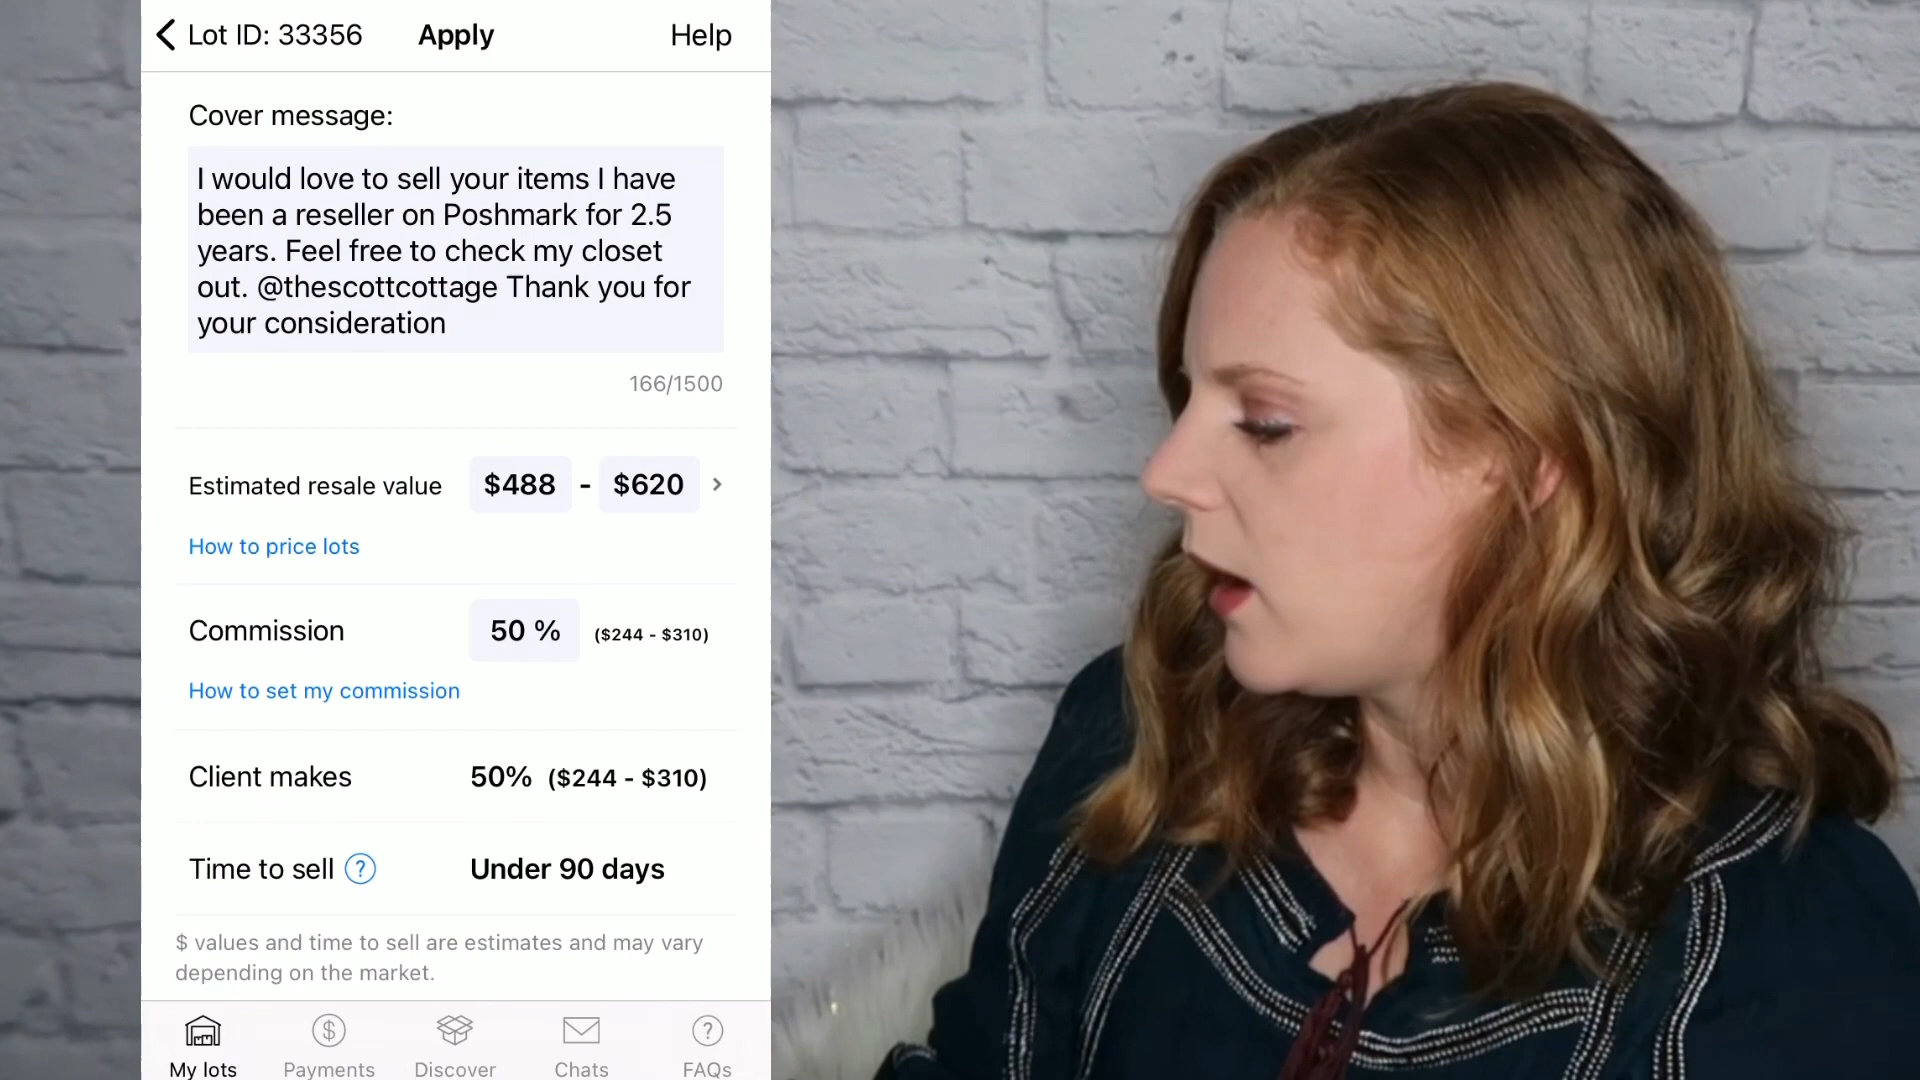 Lot ID: 33356 Apply Help
Cover message:
I would love to sell your items I have
been a reseller on Poshmark for 2.5
years. Feel free to check my closet
out. @thescottcottage Thank you for
your consideration
166/1500
Estimated resale value $488 - $620
How to price lots
Commission 50 % ($244 - $310)
How to set my commission
Client makes 50% ($244 - $310)
Time to sell ? Under 90 days
$ values and time to sell are estimates and may vary
depending on the market.
My lots Payments Discover Chats FAQs